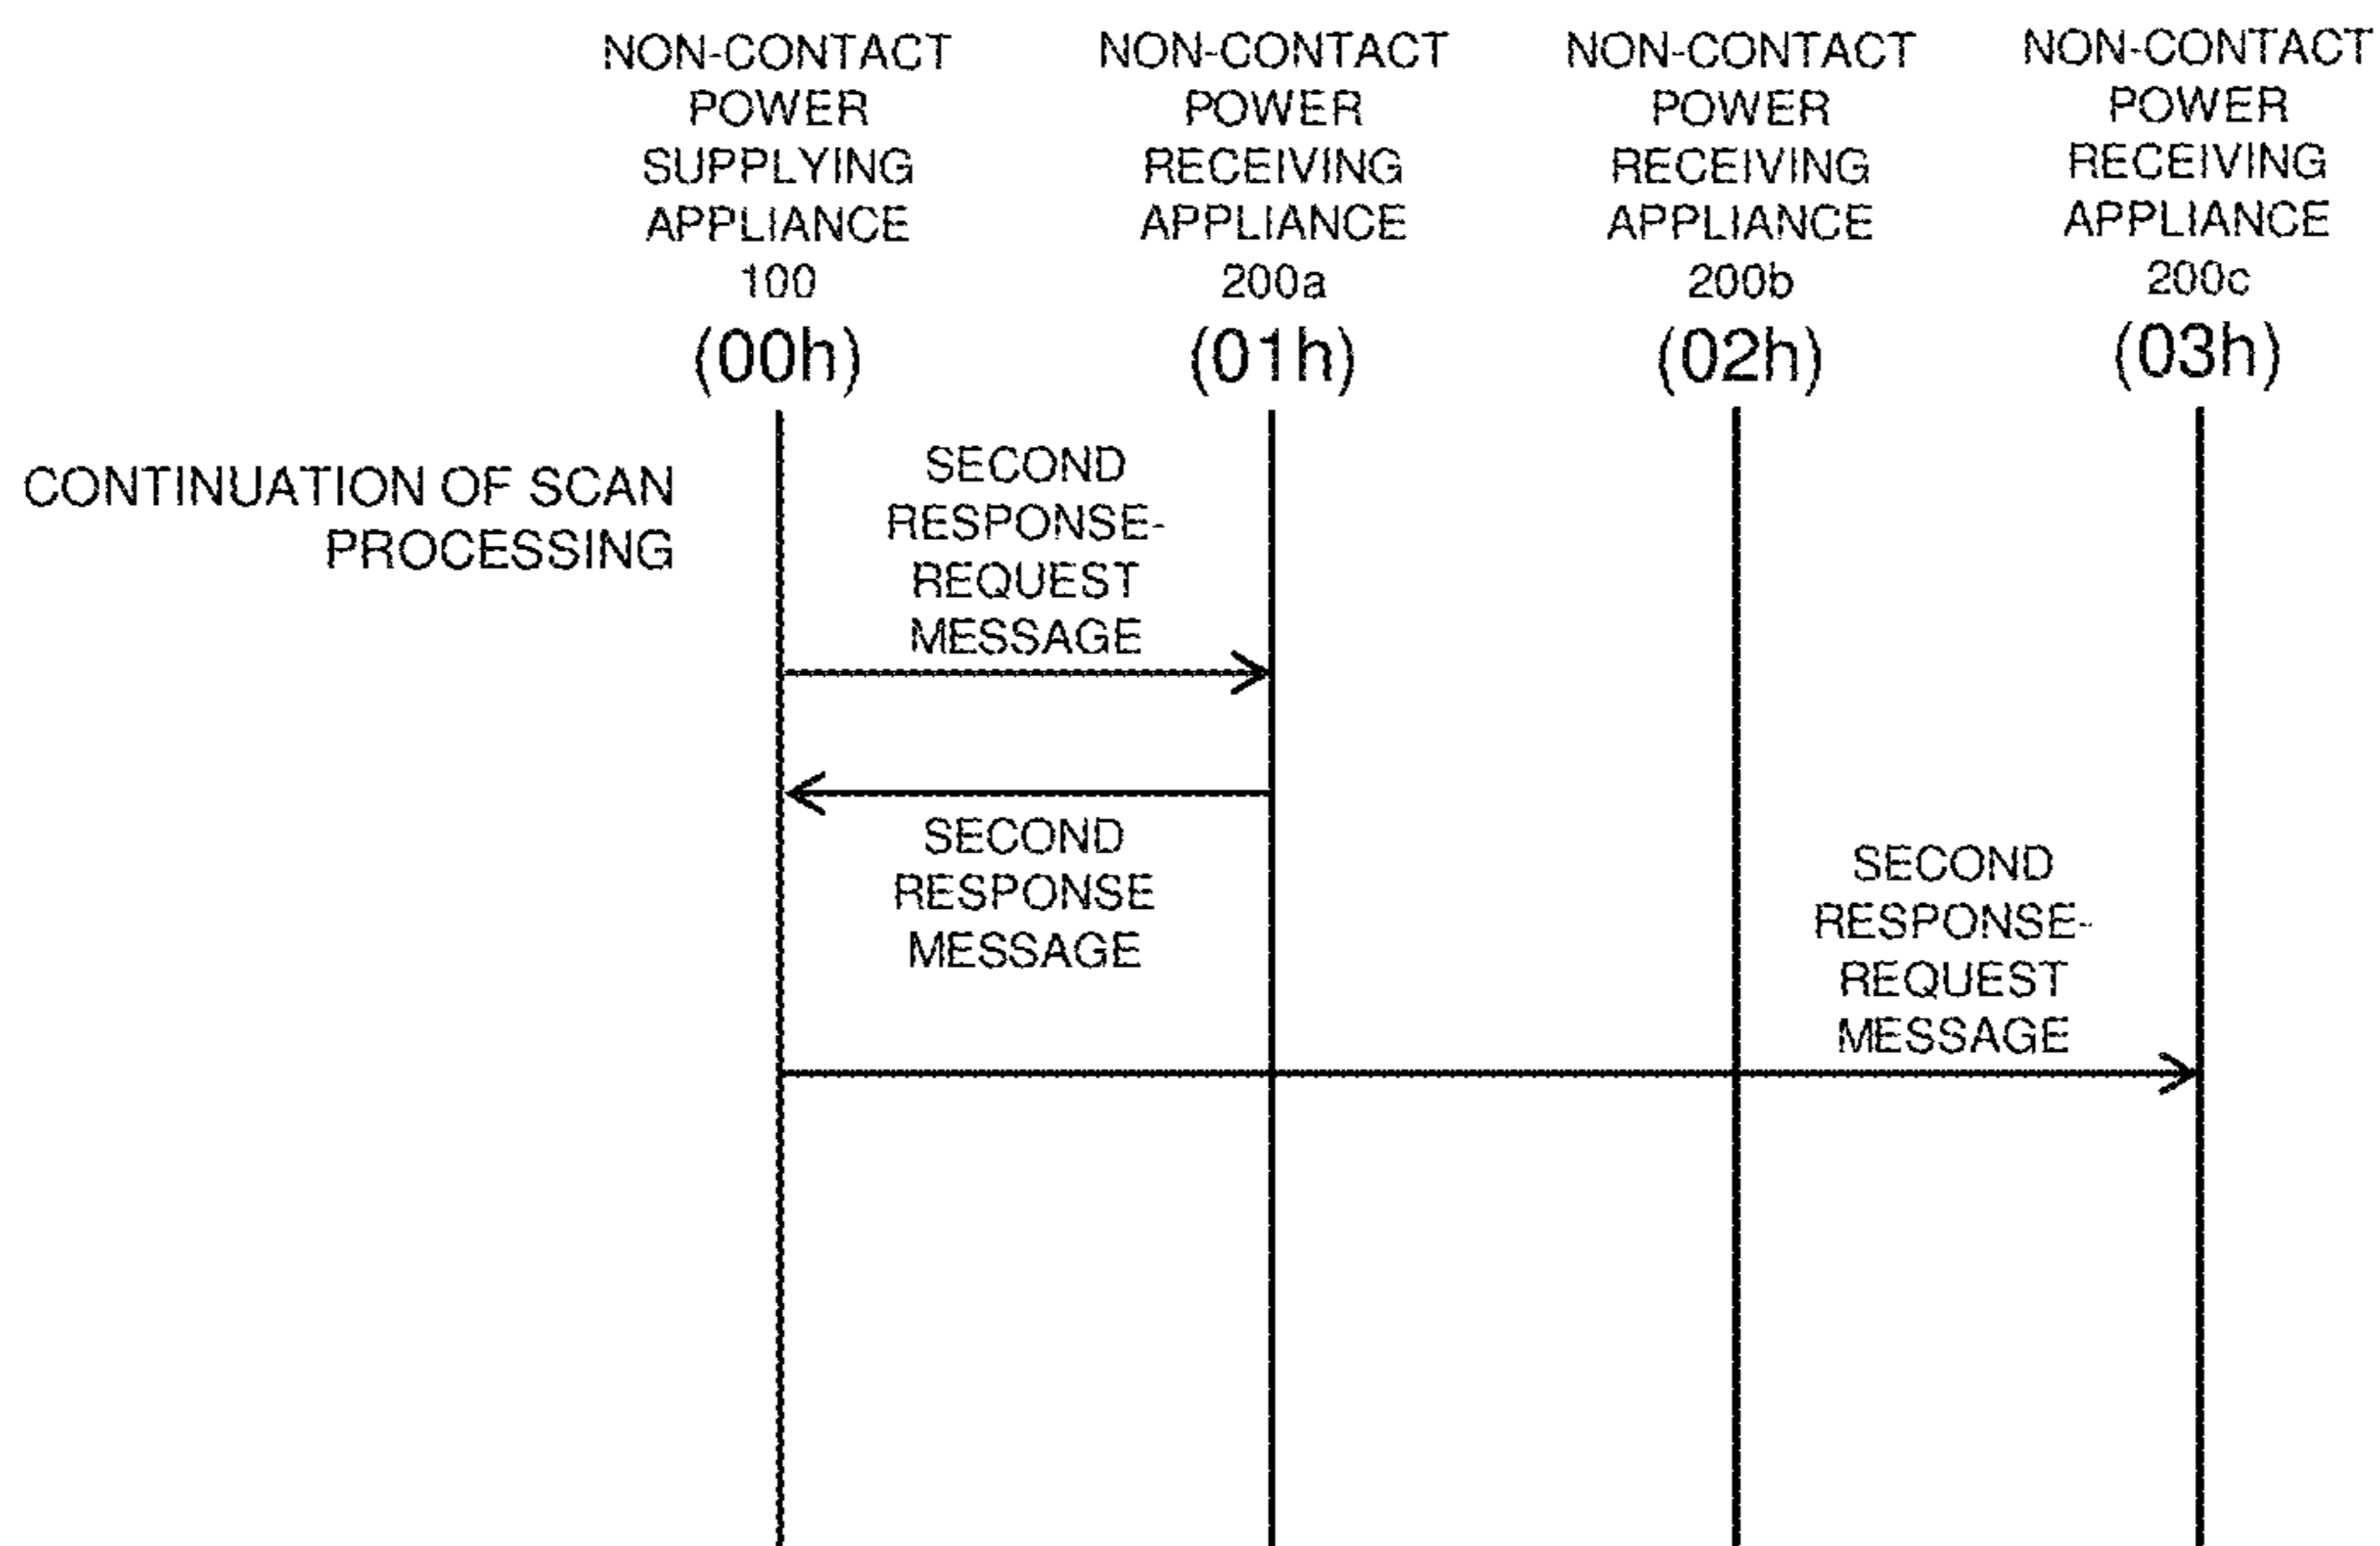 NON-CONTACT
POWER
SUPPLYING
APPLIANCE
100
(00h)
NON-CONTACT
POWER
RECEIVING
APPLIANCE
200a
(01h)
NON-CONTACT
POWER
RECEIVING
APPLIANCE
200b
(02h)
NON-CONTACT
POWER
RECEIVING
APPLIANCE
200c
(03h)
CONTINUATION OF SCAN
PROCESSING
SECOND
RESPONSE-
REQUEST
MESSAGE
SECOND
RESPONSE
MESSAGE
SECOND
RESPONSE-
REQUEST
MESSAGE